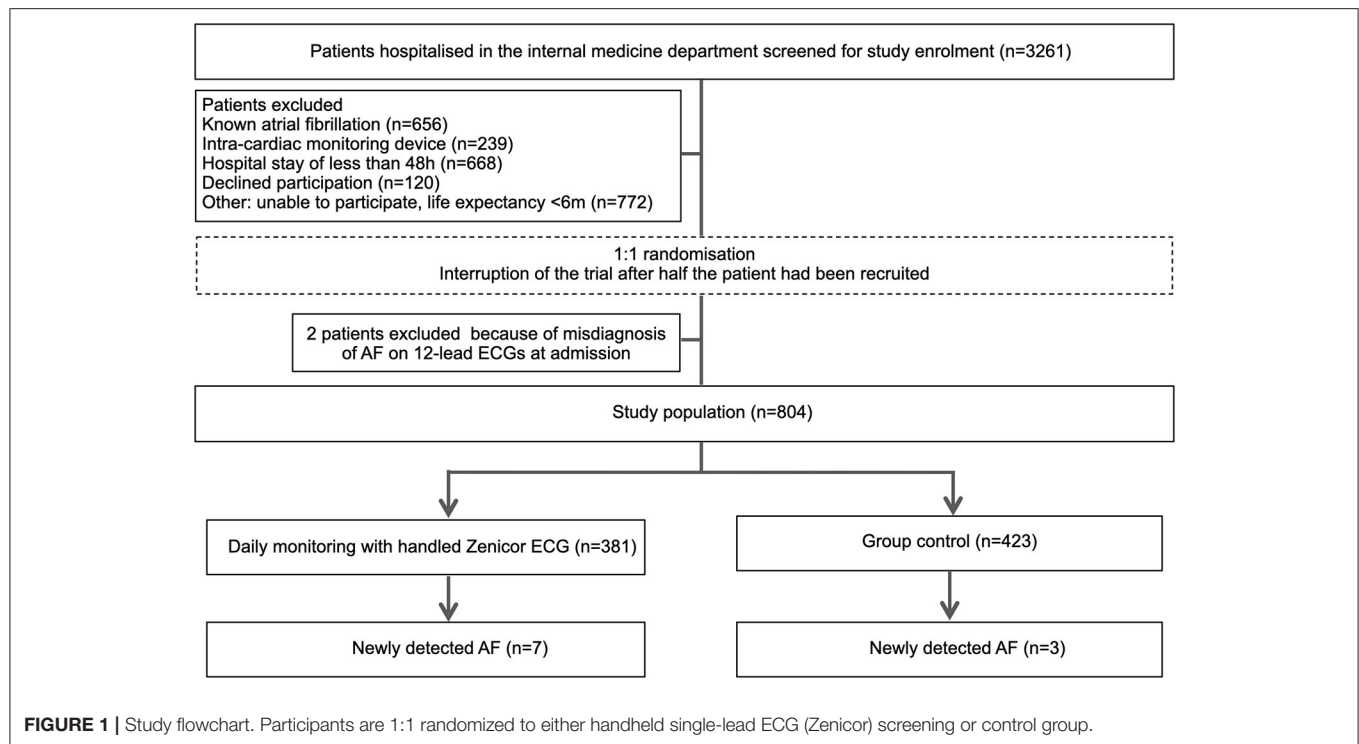 Patients hospitalised in the internal medicine department screened for study enrolment (n=3261)
Patients excluded
Known atrial fibrillation (n=656)
Intra-cardiac monitoring device (n=239)
Hospital stay of less than 48h (n=668)
Declined participation (n=120)
Other: unable to participate, life expectancy <6m (n=772)
1:1 randomisation
Interruption of the trial after half the patient had been recruited
2 patients excluded because of misdiagnosis
of AF on 12-lead ECGs at admission
Study population (n=804)
Daily monitoring with handled Zenicor ECG (n=381)
Group control (n=423)
Newly detected AF (n=7)
Newly detected AF (n=3)
FIGURE 1 | Study flowchart. Participants are 1:1 randomized to either handheld single-lead ECG (Zenicor) screening or control group.